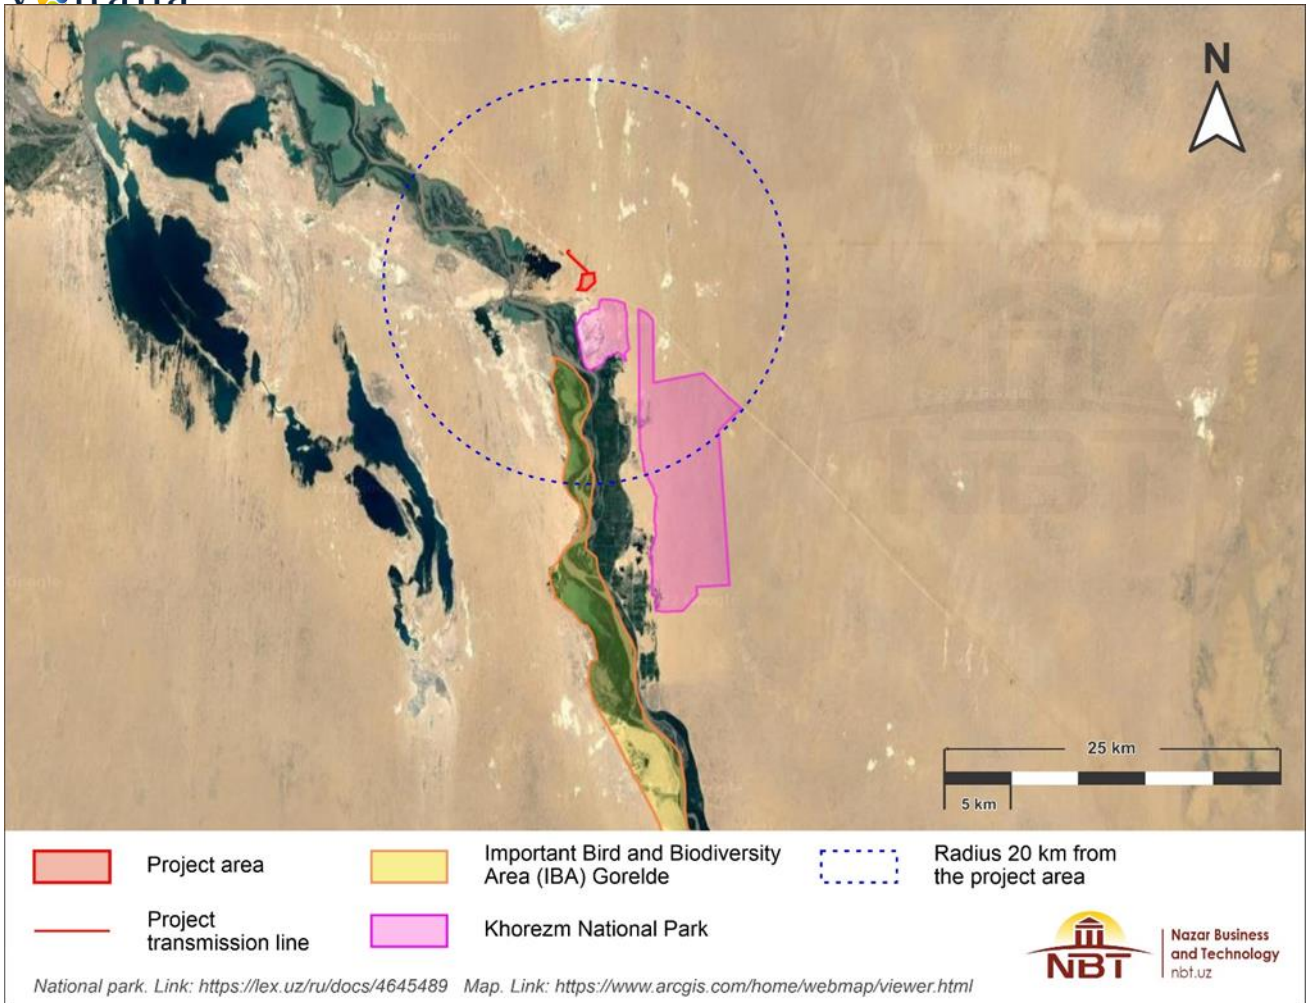 N
25 km
5 km
Project area
Important Bird and Biodiversity
Area (IBA) Gorelde
Radius 20 km from
the project area
Project
transmission line
Khorezm National Park
NBT
Nazar Business
and Technology
nbt.uz
National park. Link: https://lex.uz/ru/docs/4645489 Map. Link: https://www.arcgis.com/home/webmap/viewer.html
NBT
Google